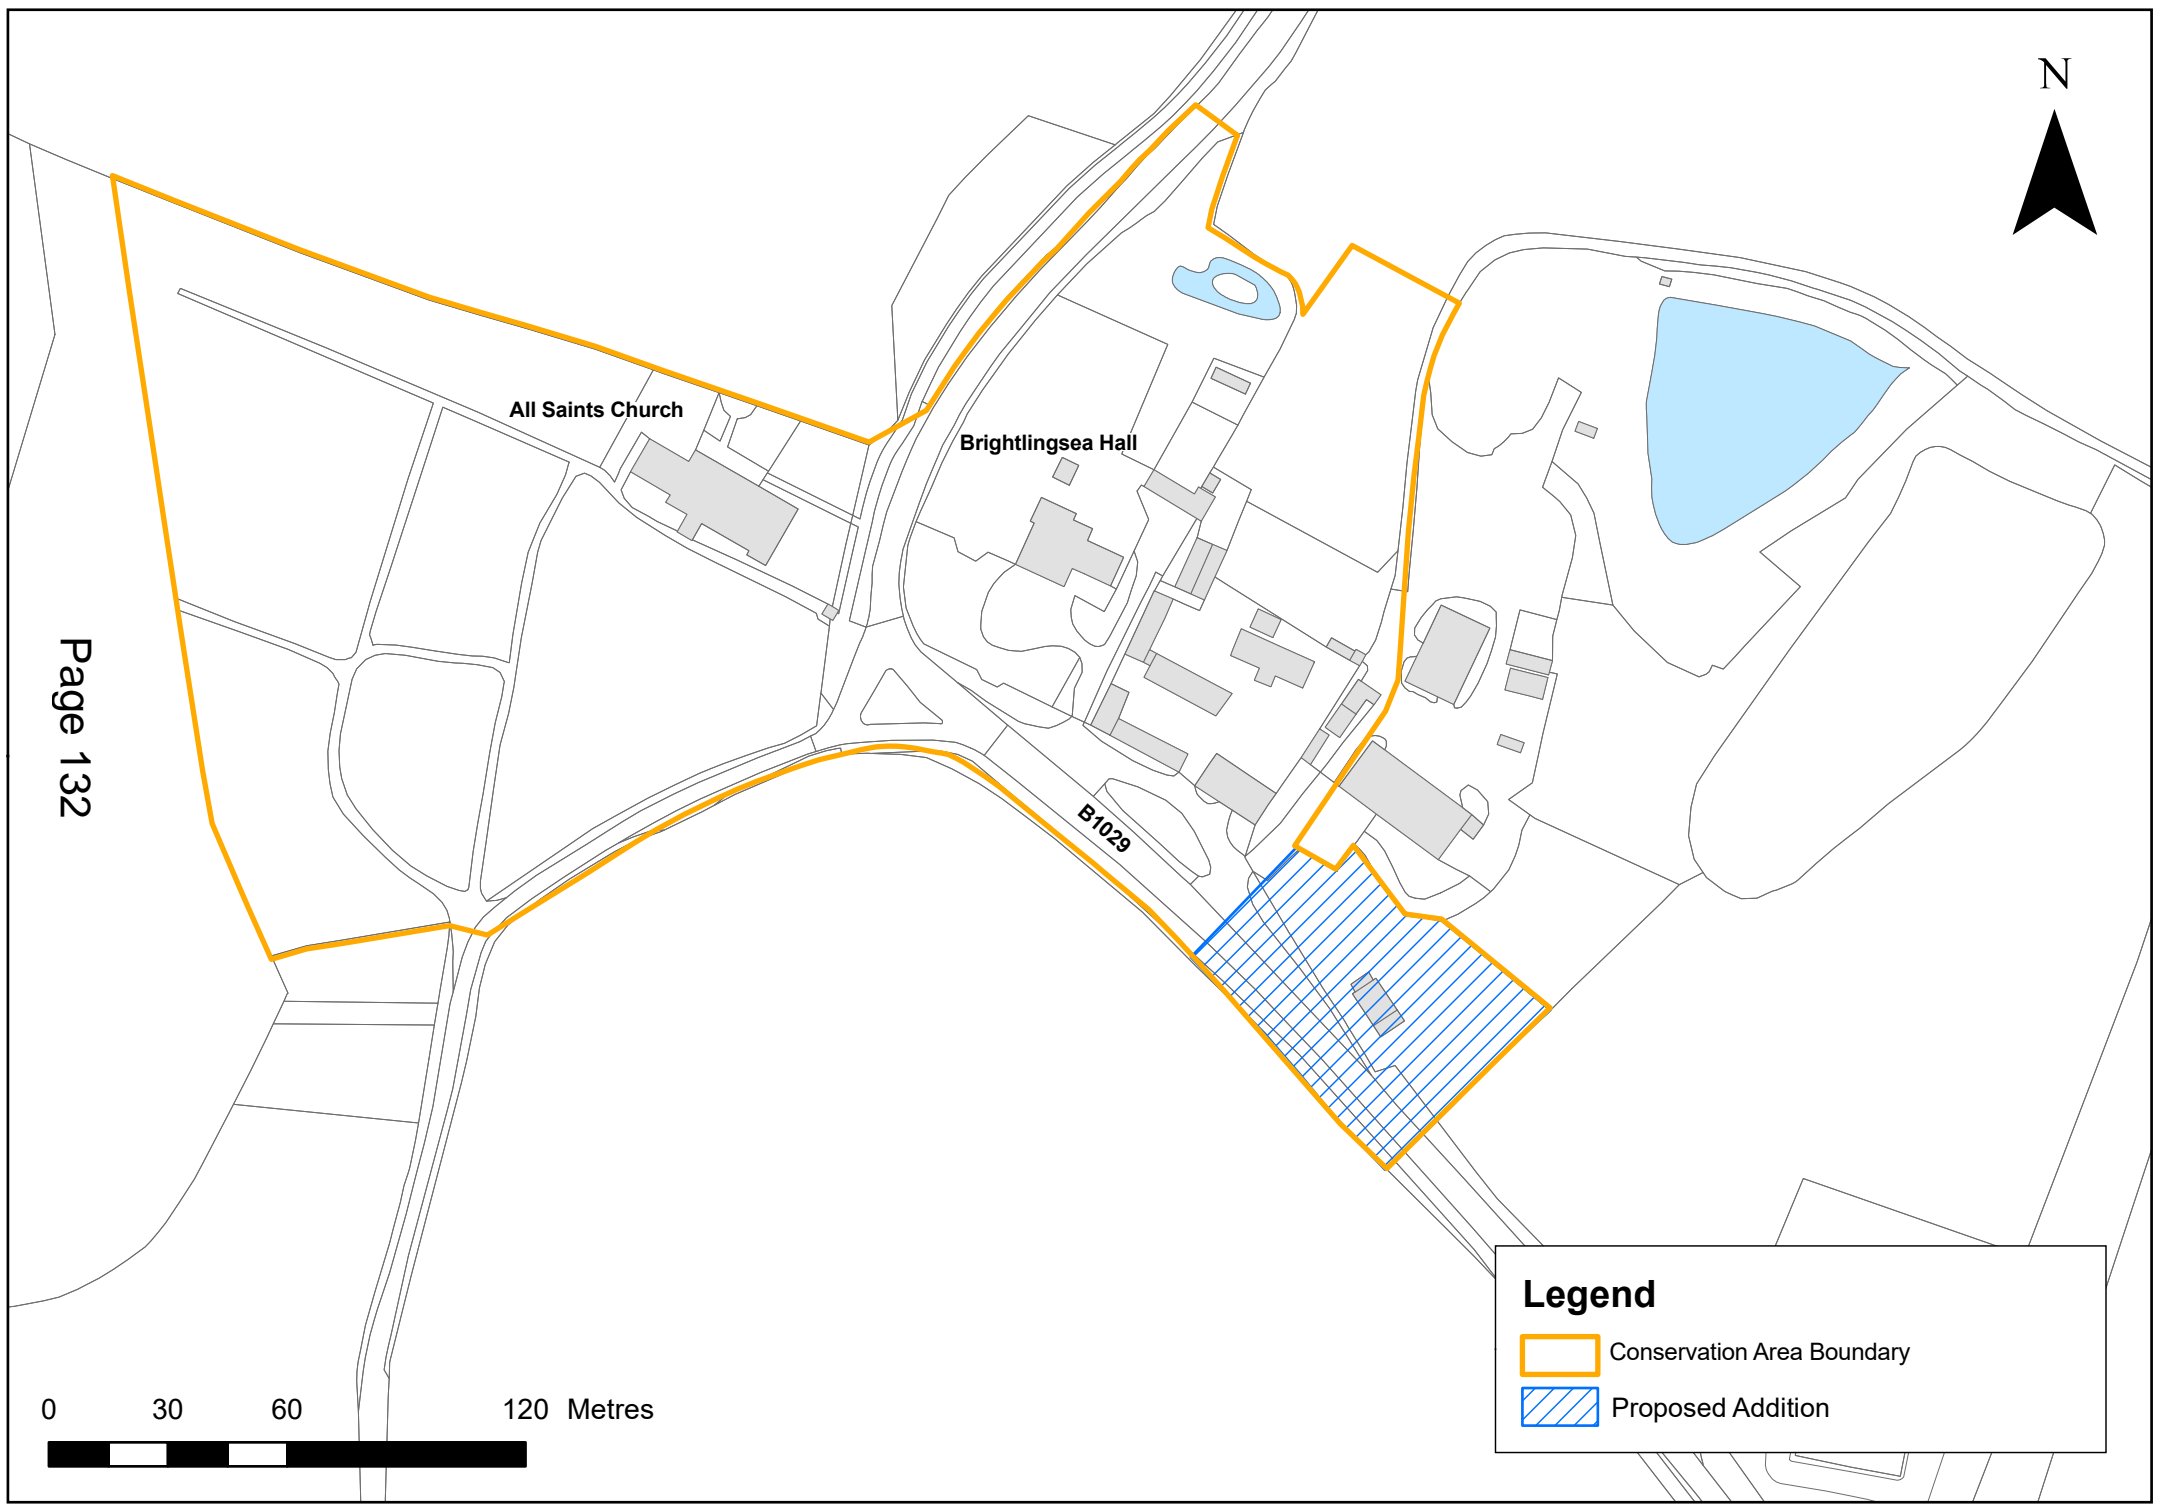 N
All Saints Church
Brightlingsea Hall
Page 132
B1029
Legend
Conservation Area Boundary
Proposed Addition
0 30 60 120 Metres